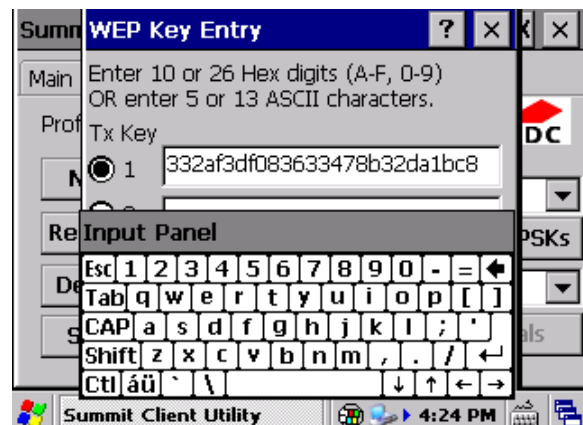 Summ
WEP Key Entry
? ×
×
Main
Enter 10 or 26 Hex digits (A-F, 0-9)
OR enter 5 or 13 ASCII characters.
Prof
Tx Key
DC
1
332af3df083633478b32da1bc8
N
Re
PSKs
Input Panel
Esc 1 2 3 4 5 6 7 8 9 0 - =
De
Tab q w e r t y u i o p [ ]
CAP a s d f g h j k l ; '
S
als
Shift z x c v b n m , . /
Ctl áü ` \ ↓ ↑ ← →
Summit Client Utility
4:24 PM